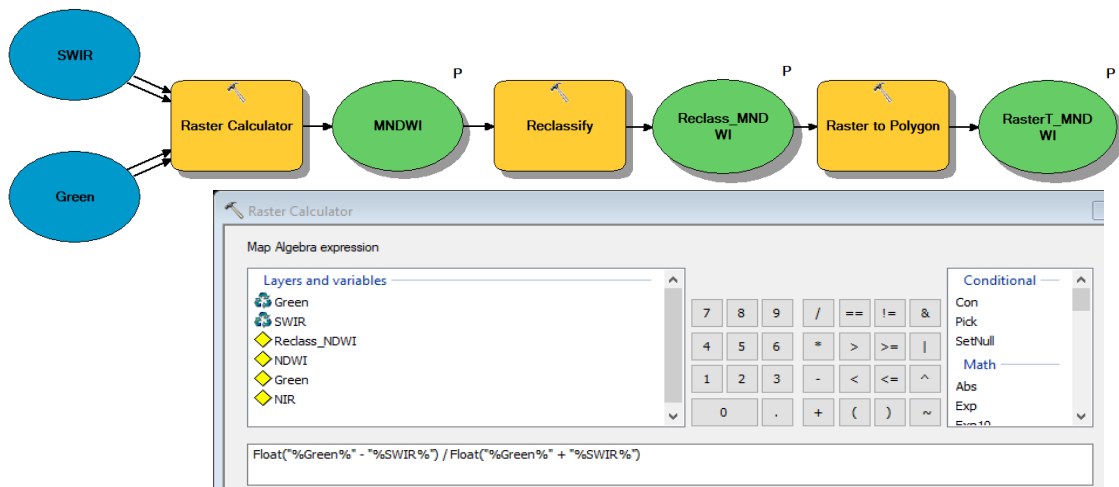 SWIR
P
P
P
Raster Calculator
MNDWI
Reclassify
Reclass_MND
WI
Raster to Polygon
RasterT_MND
WI
Green
Raster Calculator
Map Algebra expression
Layers and variables
Green
SWIR
Reclass_NDWI
NDWI
Green
NIR
7 8 9 / == != &
4 5 6 * > >= |
1 2 3 - < <= ^
0 . + ( ) ~
Conditional
Con
Pick
SetNull
Math
Abs
Exp
Exp10
Float("%Green%" - "%SWIR%") / Float("%Green%" + "%SWIR%")